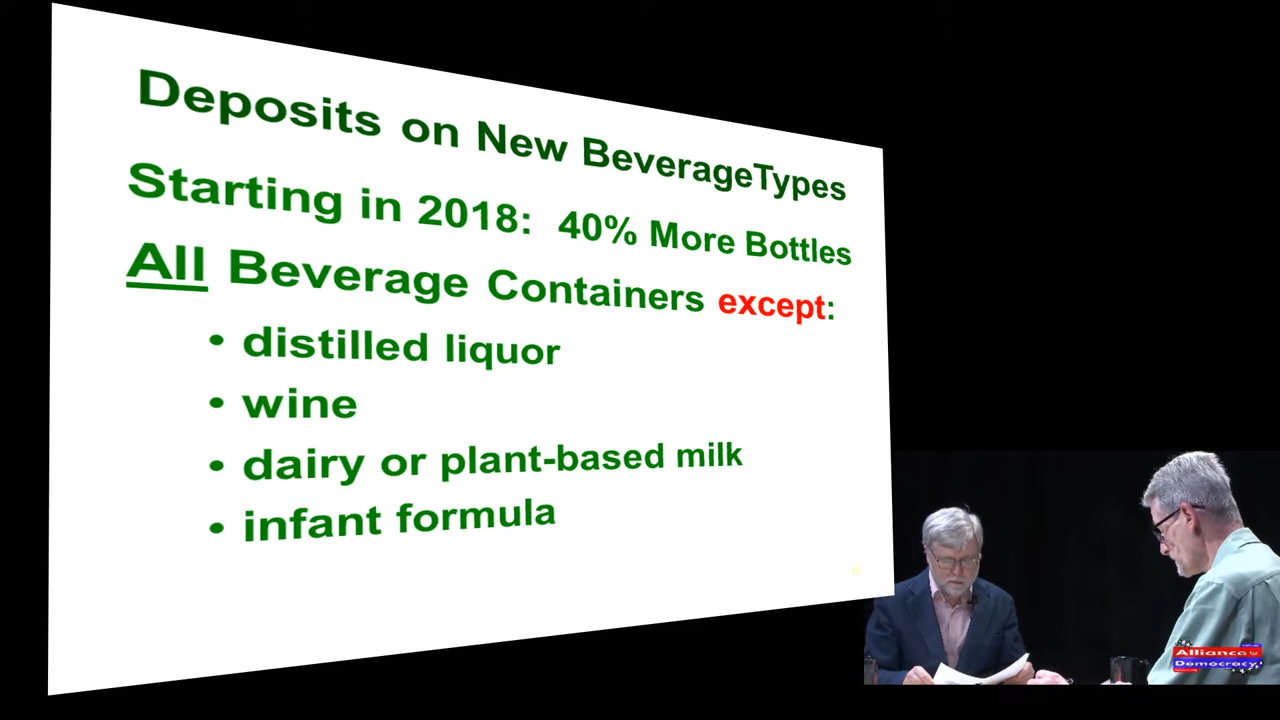 Deposits on New BeverageTypes
Starting in 2018: 40% More Bottles
All Beverage Containers except:
• distilled liquor
• wine
• dairy or plant-based milk
• infant formula
Alliance for
Democracy